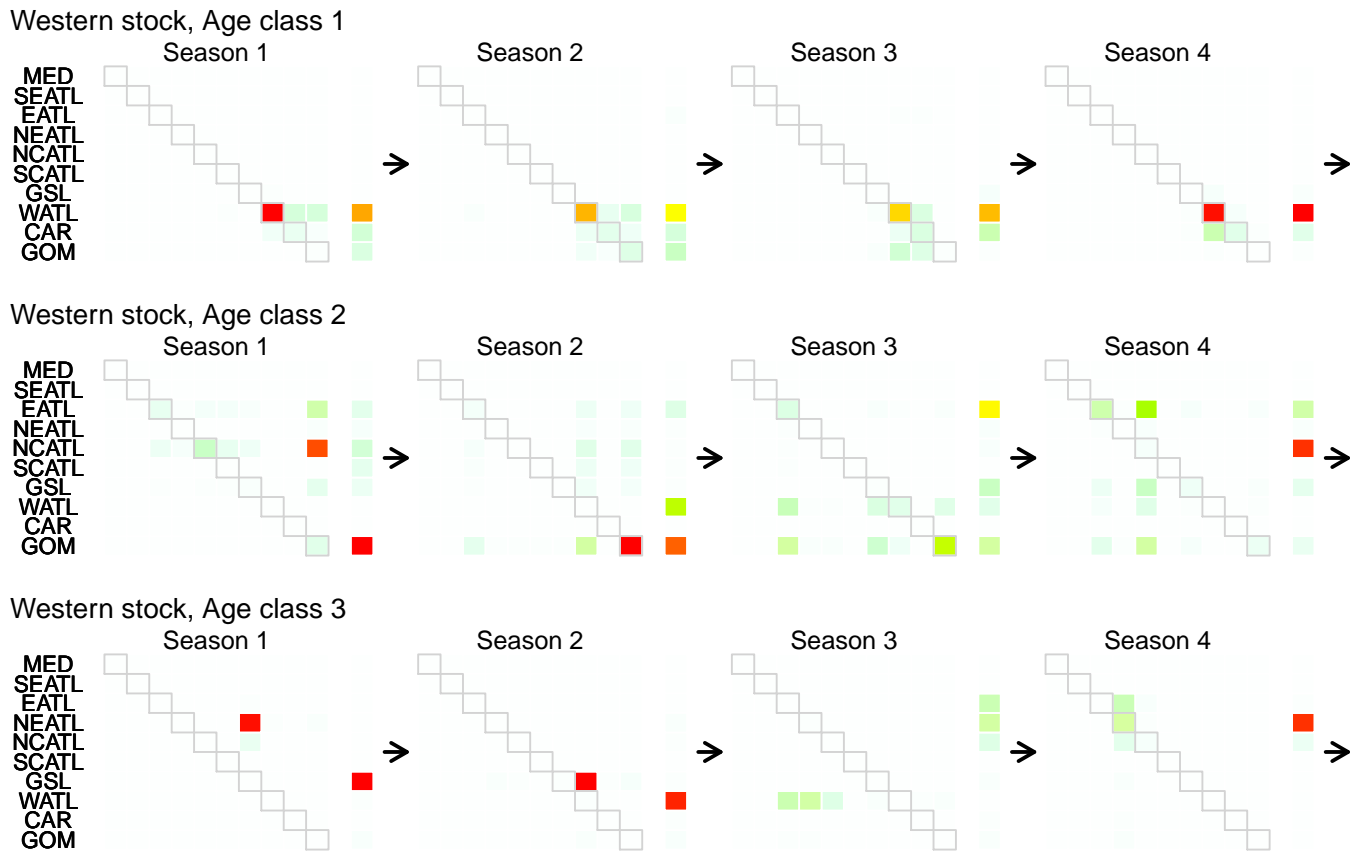 Western stock, Age class 1
Season 1 Season 2 Season 3 Season 4
MED
SEATL
EATL
NEATL
NCATL
SCATL
GSL
WATL
CAR
GOM
Western stock, Age class 2
Season 1 Season 2 Season 3 Season 4
MED
SEATL
EATL
NEATL
NCATL
SCATL
GSL
WATL
CAR
GOM
Western stock, Age class 3
Season 1 Season 2 Season 3 Season 4
MED
SEATL
EATL
NEATL
NCATL
SCATL
GSL
WATL
CAR
GOM